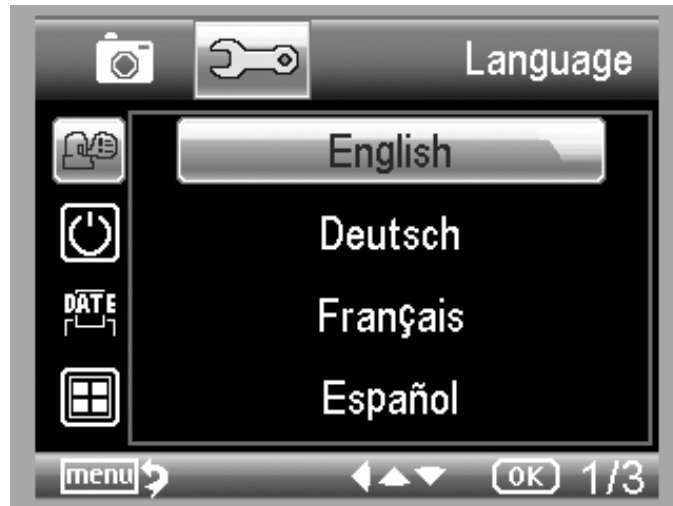 Language
English
Deutsch
DATE
Français
Español
menu OK 1/3